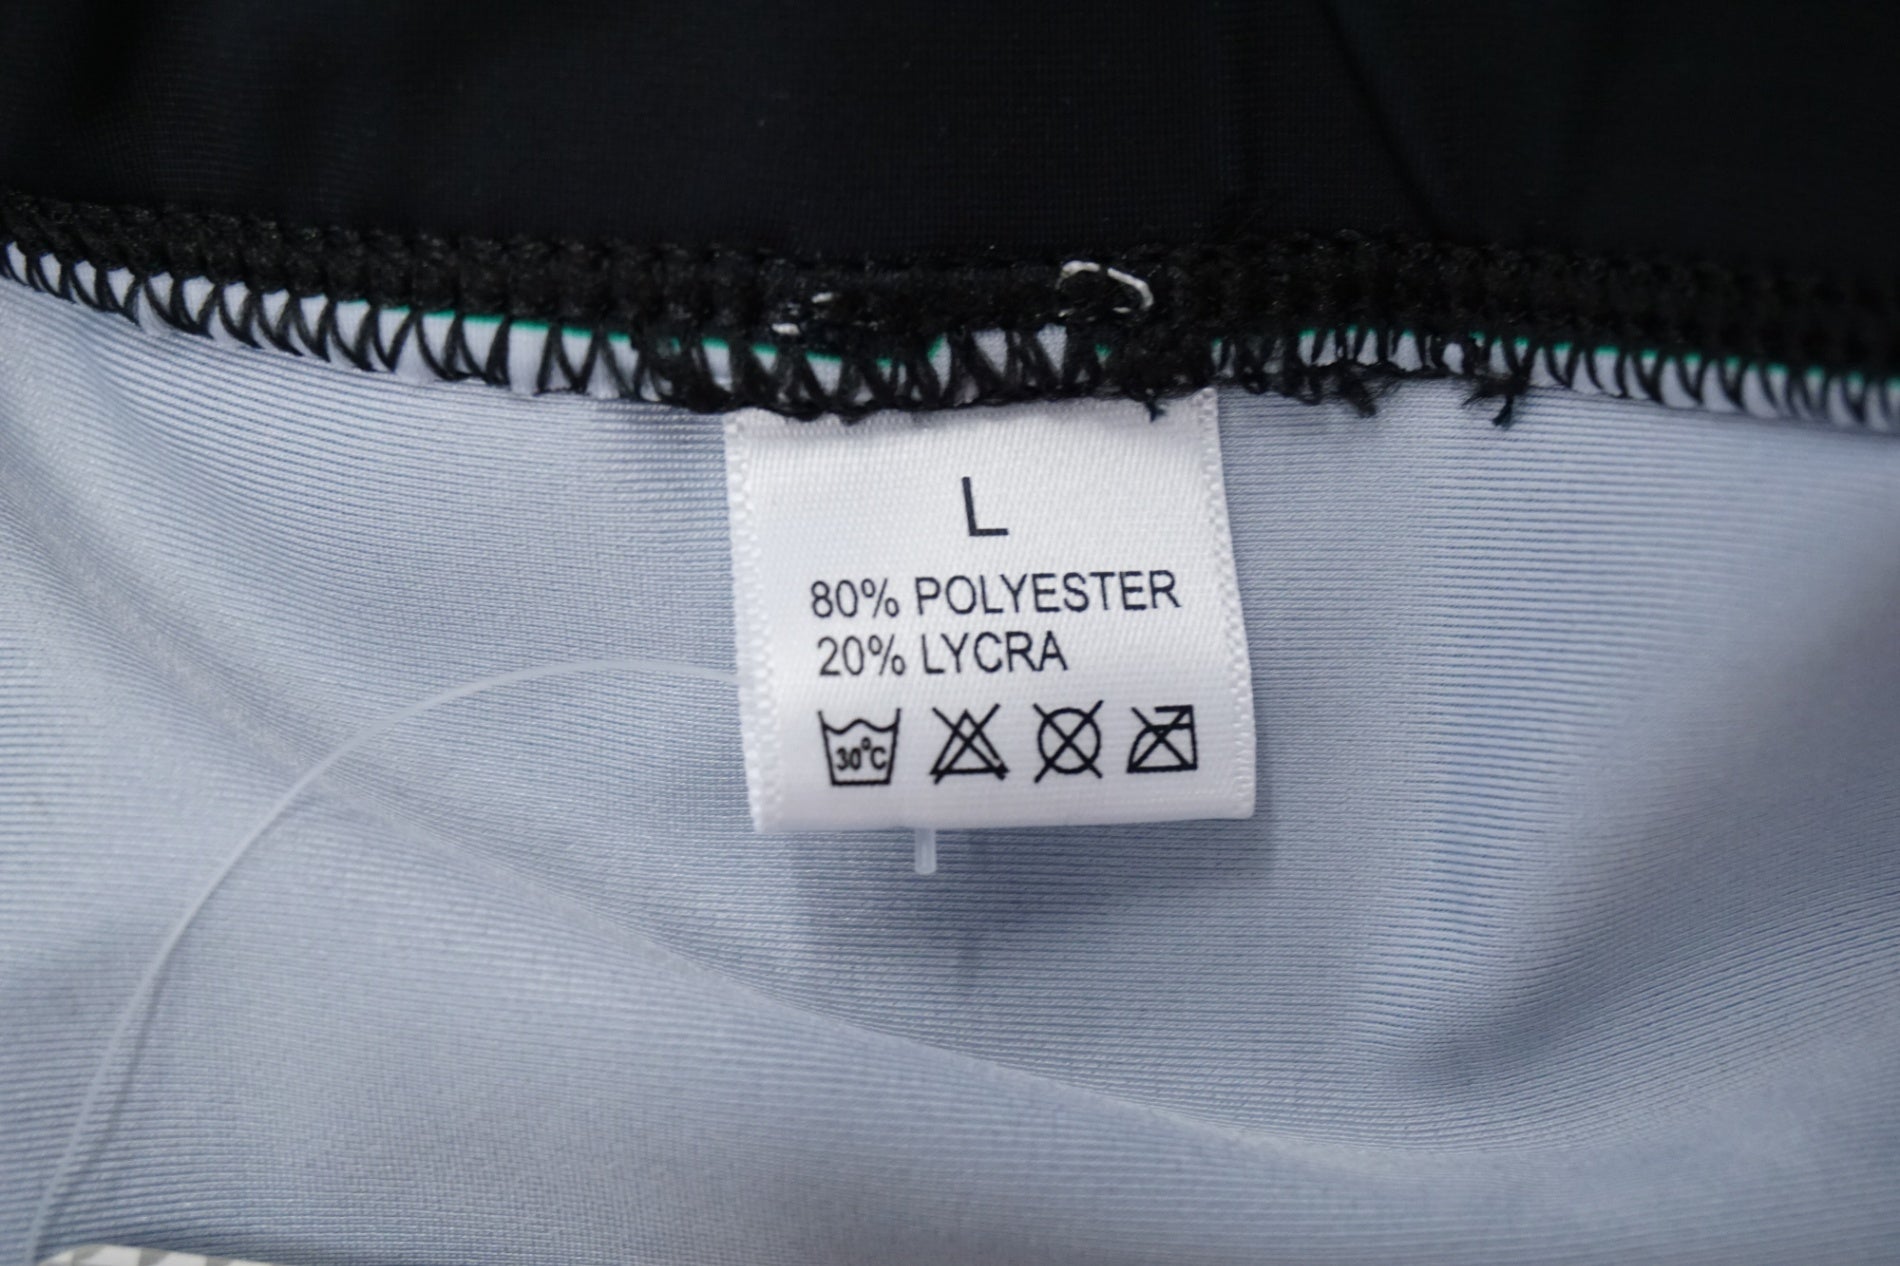 L
80% POLYESTER
20% LYCRA
30°C